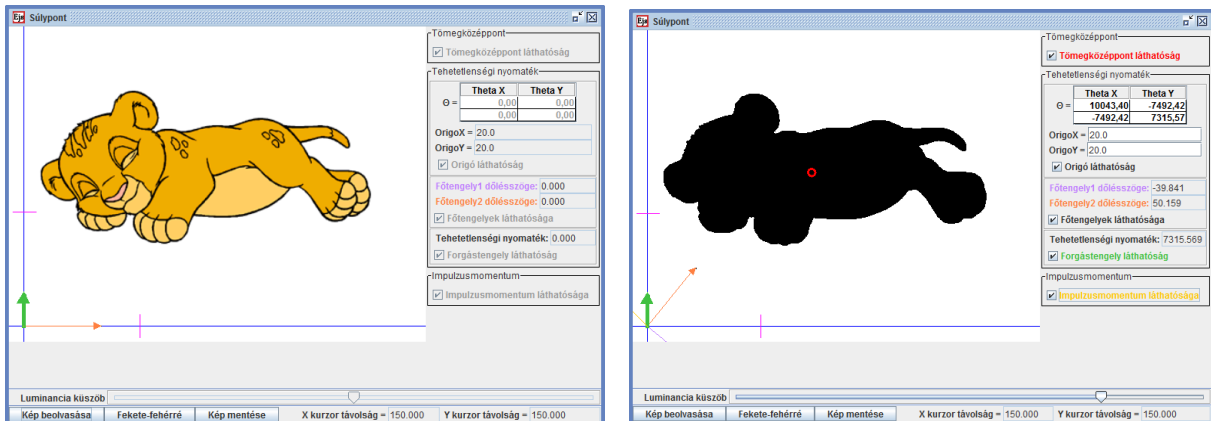 Ejs Súlypont
Tömegközéppont
Tömegközéppont láthatóság
Tehetetlenségi nyomaték
Theta X Theta Y
Θ = 0,00 0,00
0,00 0,00
OrigoX = 20.0
OrigoY = 20.0
Origó láthatóság
Főtengely1 dőlésszöge: 0.000
Főtengely2 dőlésszöge: 0.000
Főtengelyek láthatósága
Tehetetlenségi nyomaték: 0.000
Forgástengely láthatóság
Impulzusmomentum
Impulzusmomentum láthatósága
Luminancia küszöb
Kép beolvasása Fekete-fehérré Kép mentése X kurzor távolság = 150.000 Y kurzor távolság = 150.000
Ejs Súlypont
Tömegközéppont
Tömegközéppont láthatóság
Tehetetlenségi nyomaték
Theta X Theta Y
Θ = 10043,40 -7492,42
-7492,42 7315,57
OrigoX = 20.0
OrigoY = 20.0
Origó láthatóság
Főtengely1 dőlésszöge: -39.841
Főtengely2 dőlésszöge: 50.159
Főtengelyek láthatósága
Tehetetlenségi nyomaték: 7315.569
Forgástengely láthatóság
Impulzusmomentum
Impulzusmomentum láthatósága
Luminancia küszöb
Kép beolvasása Fekete-fehérré Kép mentése X kurzor távolság = 150.000 Y kurzor távolság = 150.000